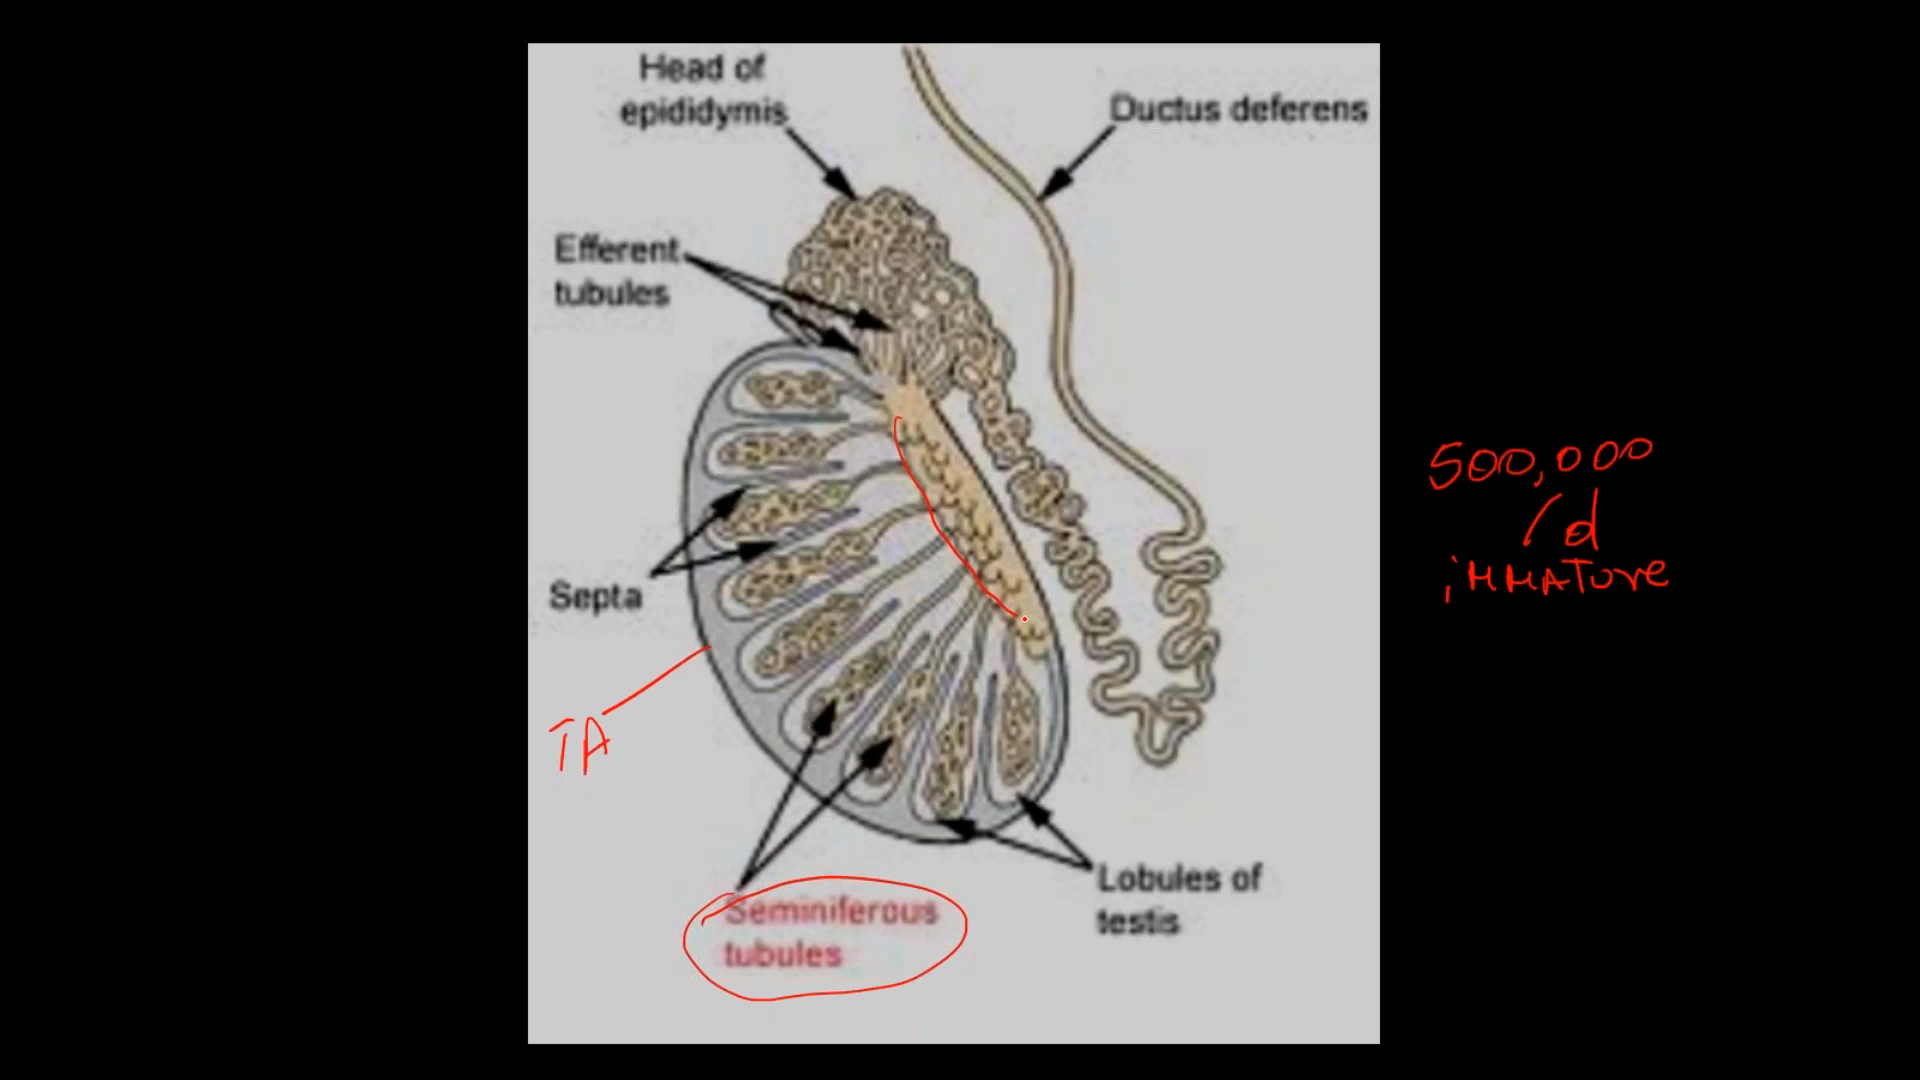 Head of
epididymis
Ductus deferens
Efferent
tubules
500,000
/d
immature
Septa
TA
Lobules of
testis
Seminiferous
tubules